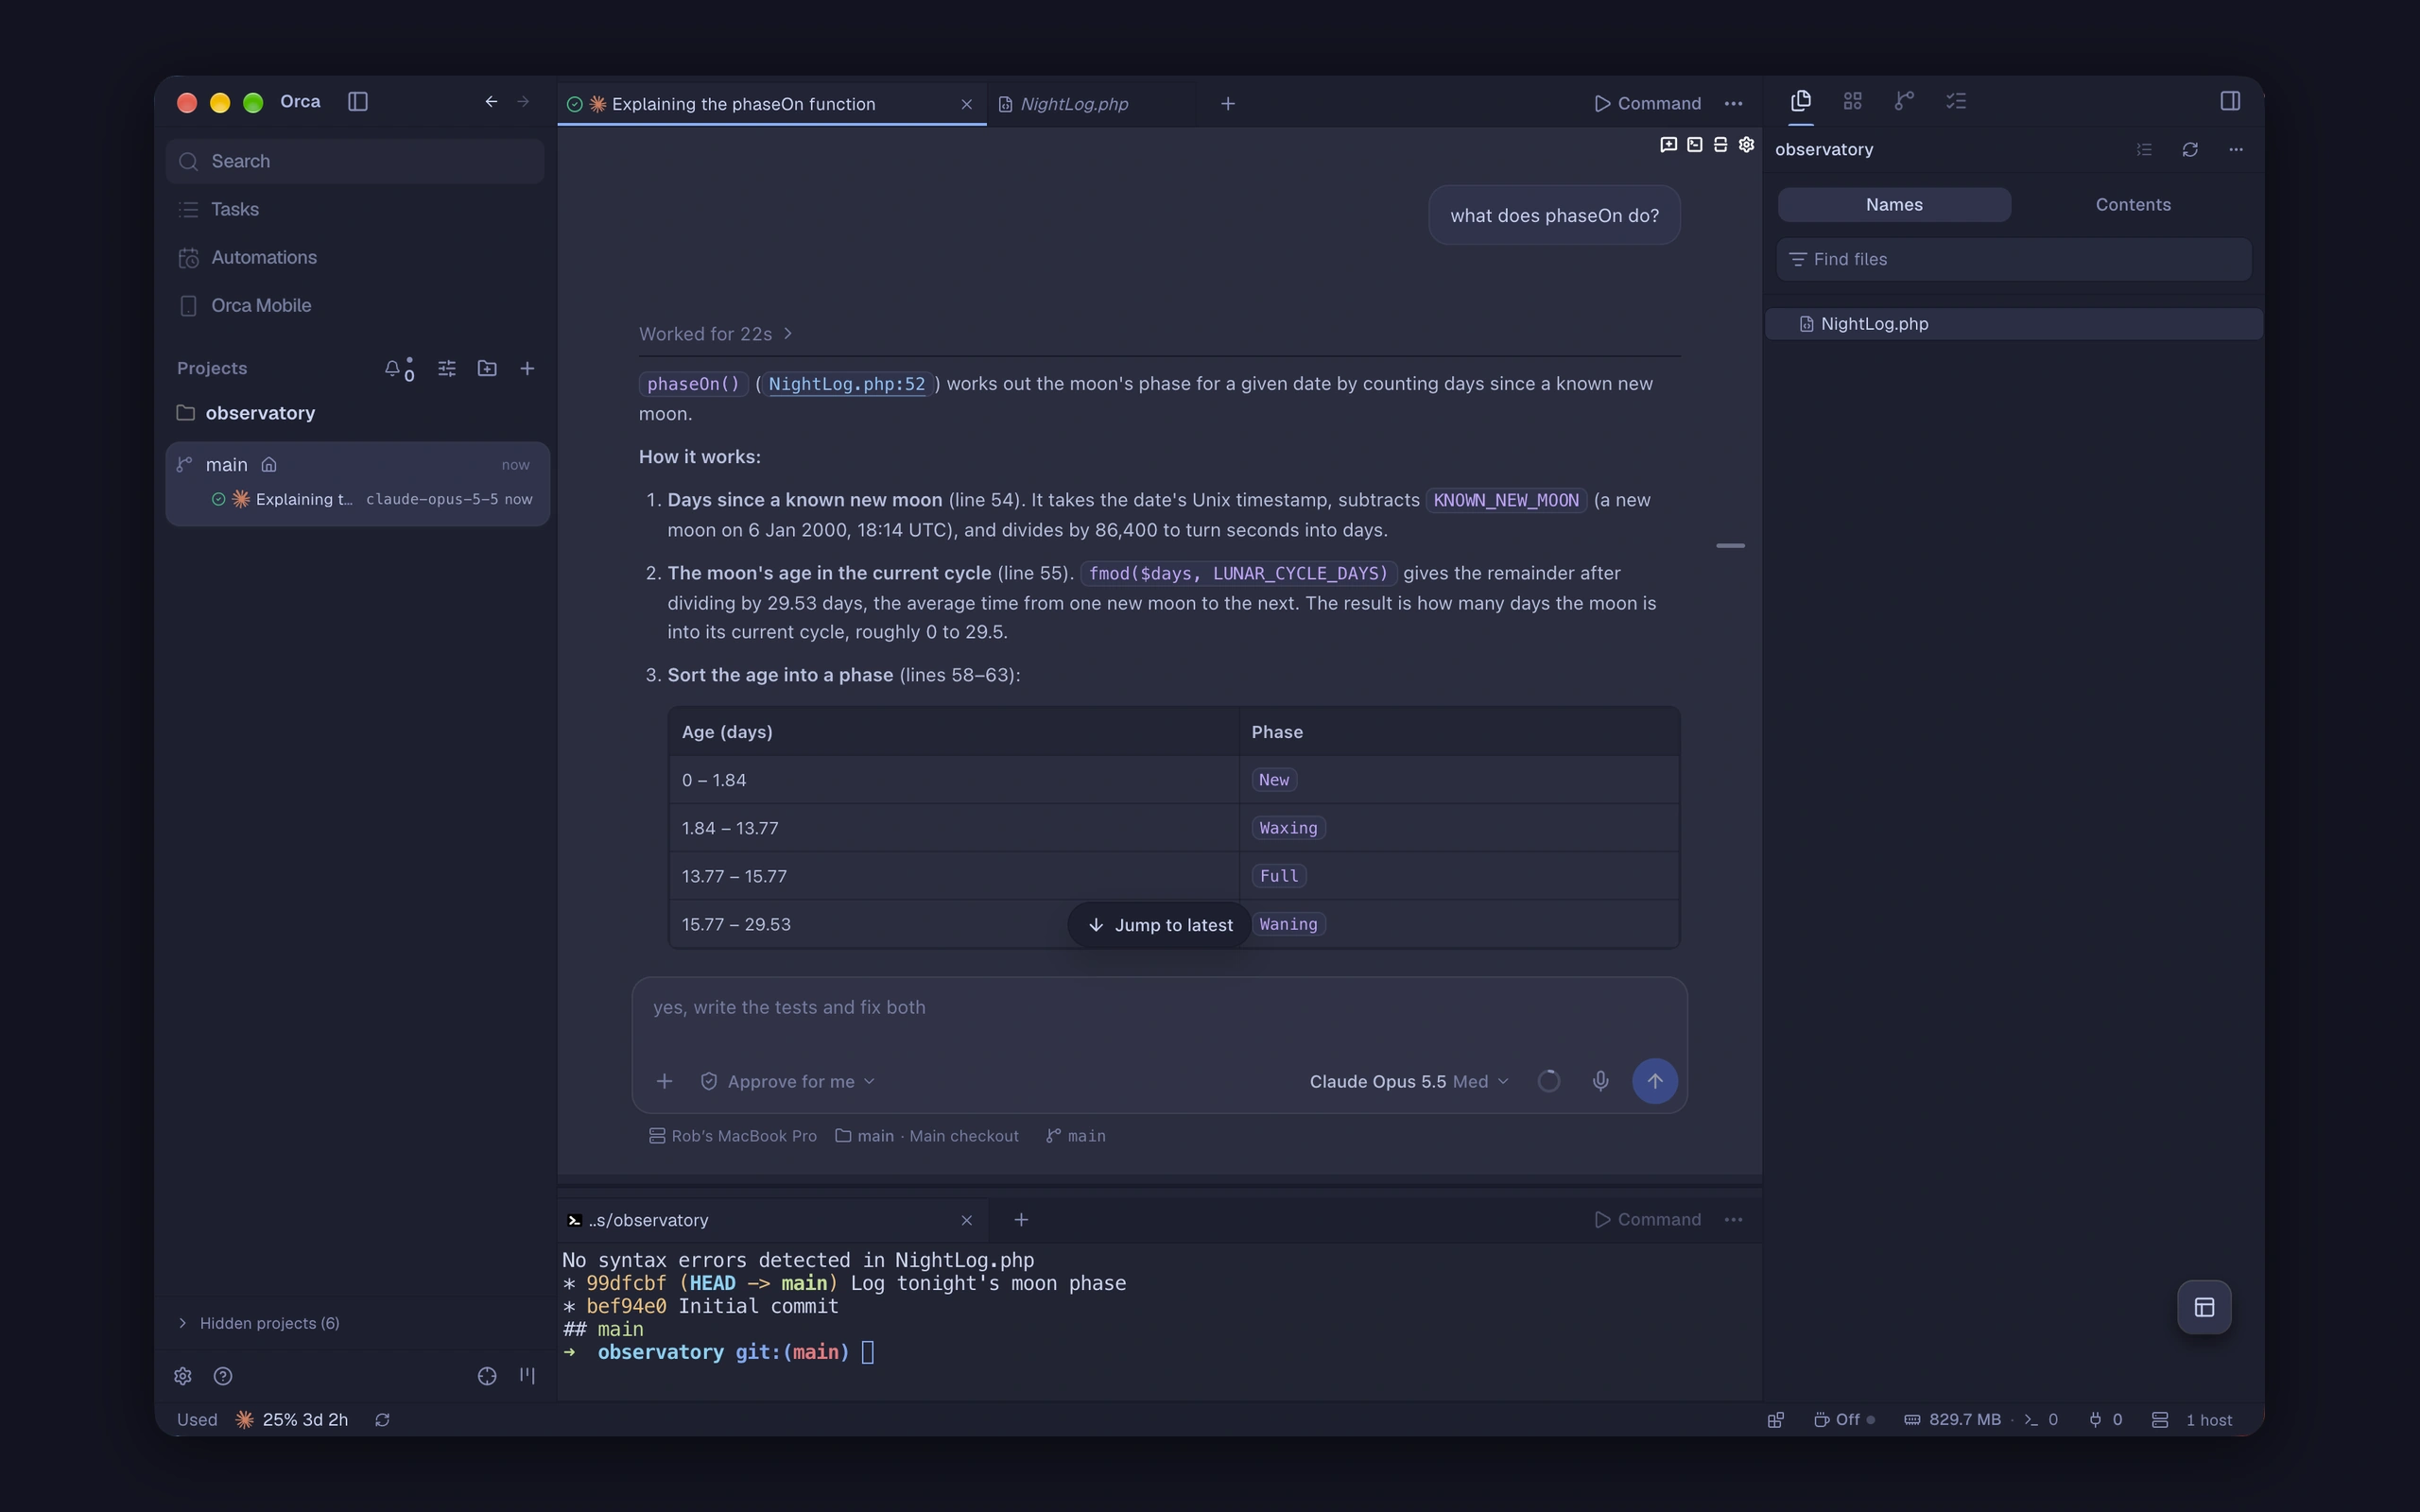 Orca
Search
Tasks
Automations
Orca Mobile
Projects
0
observatory
main
now
Explaining t… claude-opus-5-5 now
Hidden projects (6)
Explaining the phaseOn function
NightLog.php
Command
what does phaseOn do?
Worked for 22s
phaseOn() (NightLog.php:52) works out the moon's phase for a given date by counting days since a known new
moon.
How it works:
1. Days since a known new moon (line 54). It takes the date's Unix timestamp, subtracts KNOWN_NEW_MOON (a new
moon on 6 Jan 2000, 18:14 UTC), and divides by 86,400 to turn seconds into days.
2. The moon's age in the current cycle (line 55). fmod($days, LUNAR_CYCLE_DAYS) gives the remainder after
dividing by 29.53 days, the average time from one new moon to the next. The result is how many days the moon is
into its current cycle, roughly 0 to 29.5.
3. Sort the age into a phase (lines 58–63):
Age (days) Phase
0 – 1.84 New
1.84 – 13.77 Waxing
13.77 – 15.77 Full
15.77 – 29.53 Waning
Jump to latest
yes, write the tests and fix both
Approve for me
Claude Opus 5.5 Med
Rob's MacBook Pro main · Main checkout main
..s/observatory
Command
No syntax errors detected in NightLog.php
* 99dfcbf (HEAD -> main) Log tonight's moon phase
* bef94e0 Initial commit
## main
➜ observatory git:(main)
observatory
Names
Contents
Find files
NightLog.php
Used 25% 3d 2h
Off 829.7 MB · 0 0 1 host